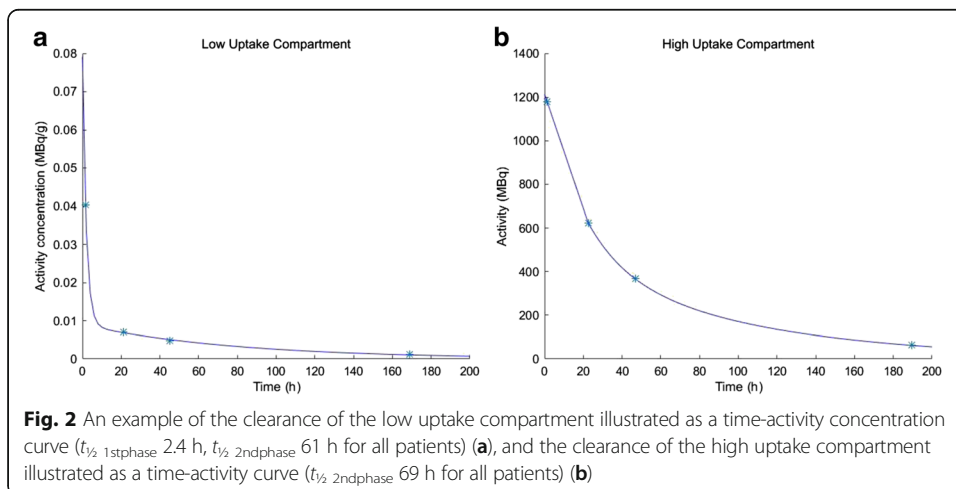 a
Low Uptake Compartment
0.08
0.07
0.06
0.05
0.04
0.03
0.02
0.01
0
Activity concentration (MBq/g)
0 20 40 60 80 100 120 140 160 180 200
Time (h)
b
High Uptake Compartment
1400
1200
1000
800
600
400
200
0
Activity (MBq)
0 20 40 60 80 100 120 140 160 180 200
Time (h)
Fig. 2 An example of the clearance of the low uptake compartment illustrated as a time-activity concentration
curve (t½ 1stphase 2.4 h, t½ 2ndphase 61 h for all patients) (a), and the clearance of the high uptake compartment
illustrated as a time-activity curve (t½ 2ndphase 69 h for all patients) (b)